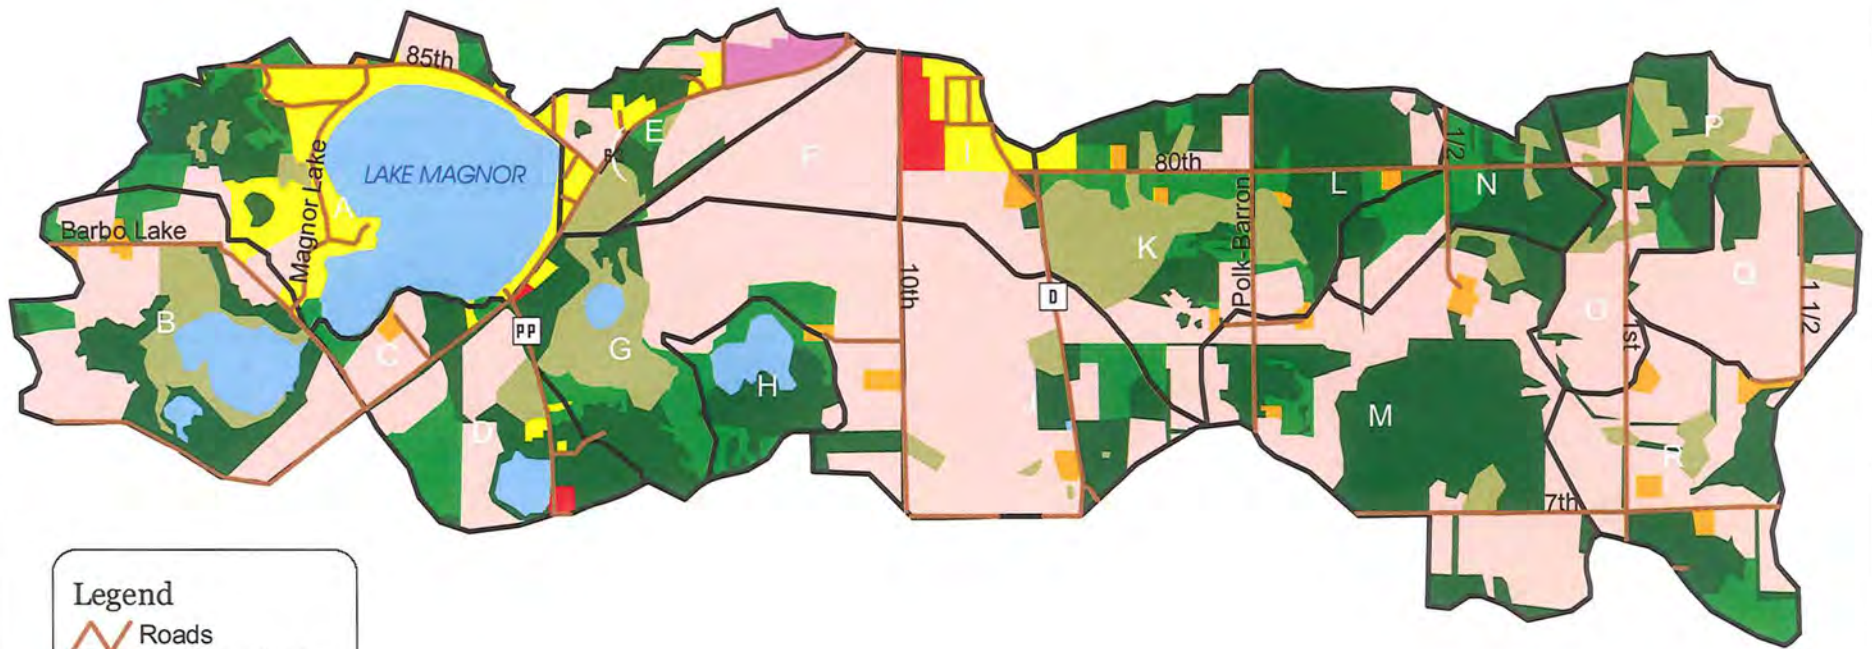 85th
LAKE MAGNOR
Magnor Lake
Barbo Lake
A
B
C
D
E
F
G
H
I
PP
10th
D
80th
Polk-Barron
1/2
K
L
M
N
O
P
Q
R
1st
1 1/2
7th
Legend
Roads